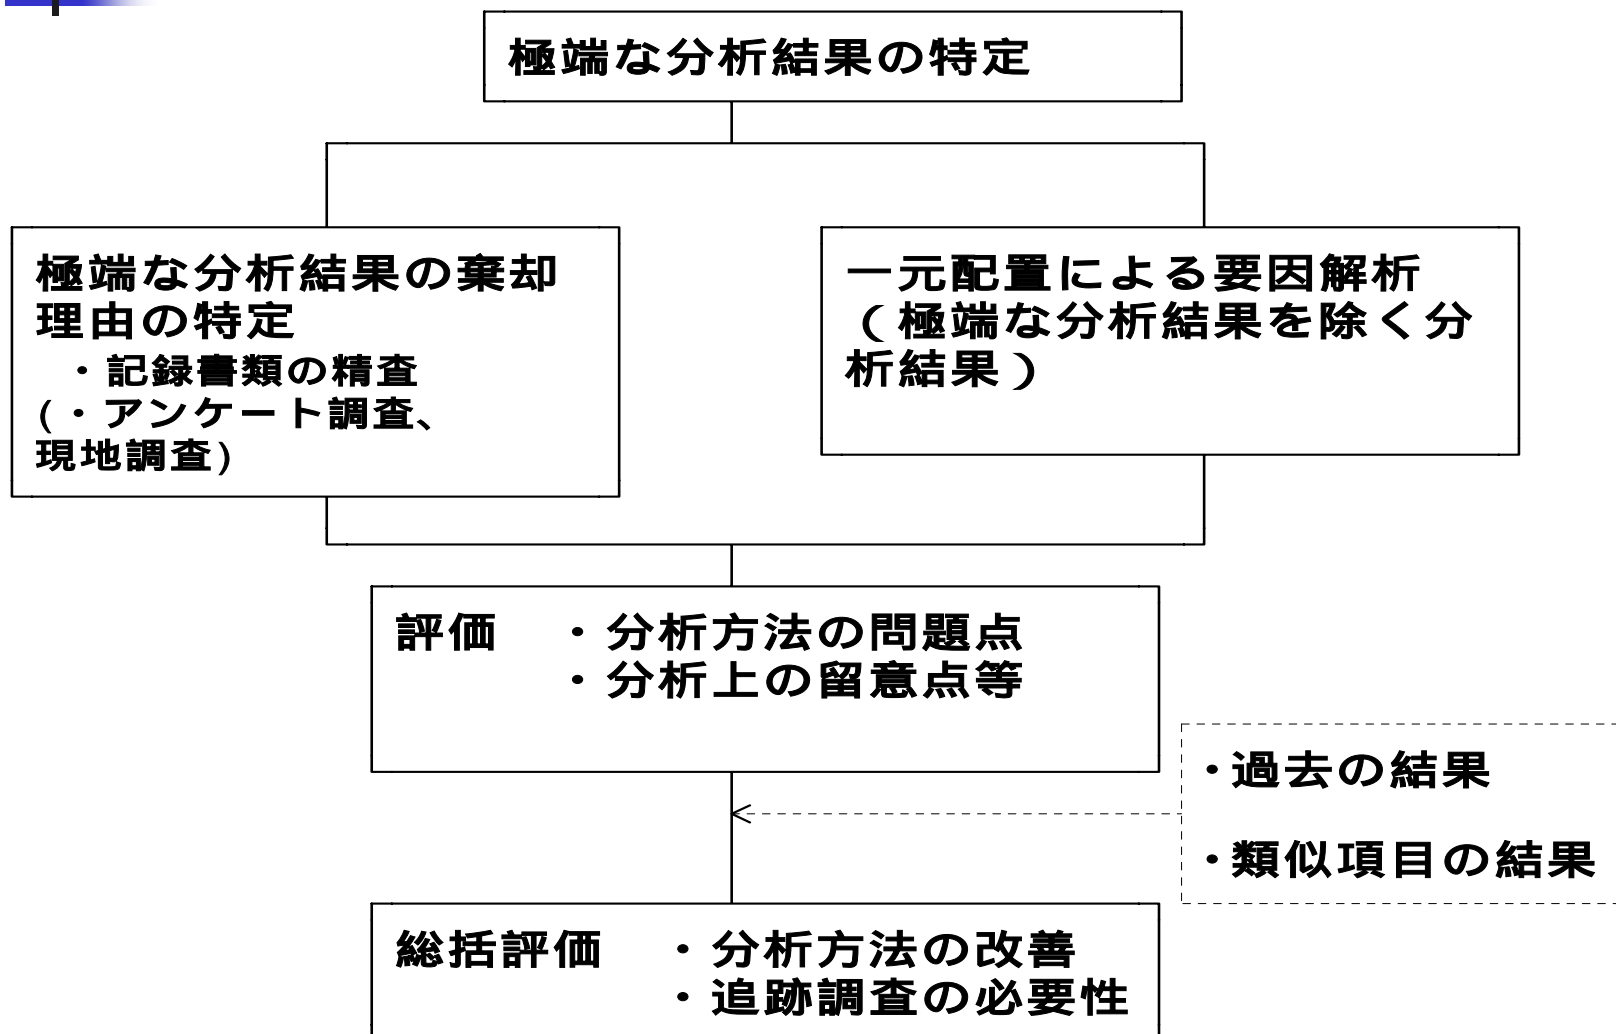 極端な分析結果の特定
極端な分析結果の棄却
理由の特定
・記録書類の精査
(・アンケート調査、
現地調査)
一元配置による要因解析
（極端な分析結果を除く分
析結果）
評価　・分析方法の問題点
・分析上の留意点等
・過去の結果
・類似項目の結果
総括評価　・分析方法の改善
・追跡調査の必要性